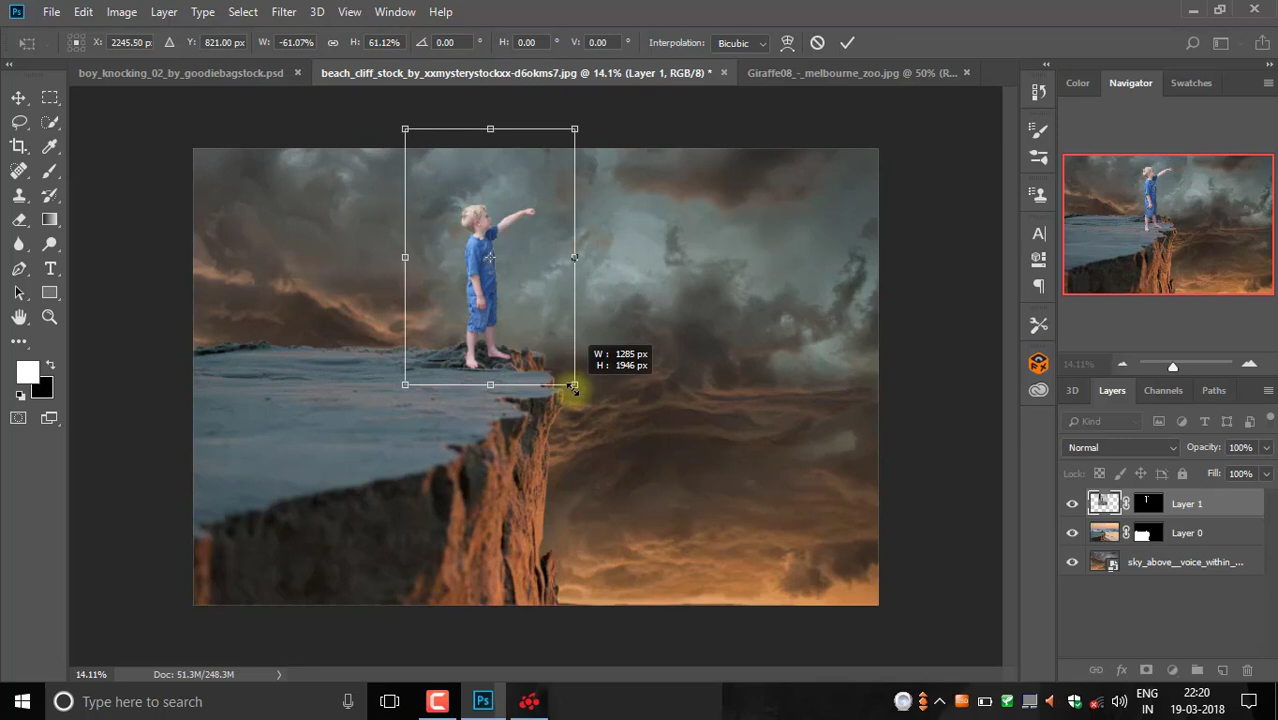 Ps File Edit Image Layer Type Select Filter 3D View Window Help
X: 2245.50 px Y: 821.00 px W: -61.07% H: 61.12% 0.00 ° H: 0.00 ° V: 0.00 ° Interpolation: Bicubic
boy_knocking_02_by_goodiebagstock.psd × beach_cliff_stock_by_xxmysterystockxx-d6okms7.jpg @ 14.1% (Layer 1, RGB/8) * × Giraffe08_-_melbourne_zoo.jpg @ 50% (R... ×
Color Navigator Swatches
W: 1285 px
H: 1946 px
14.11%
3D Layers Channels Paths
Kind
Normal Opacity: 100%
Lock: Fill: 100%
Layer 1
Layer 0
sky_above__voice_within_...
14.11% Doc: 51.3M/248.3M
Type here to search
Ps
ENG
IN
22:20
19-03-2018